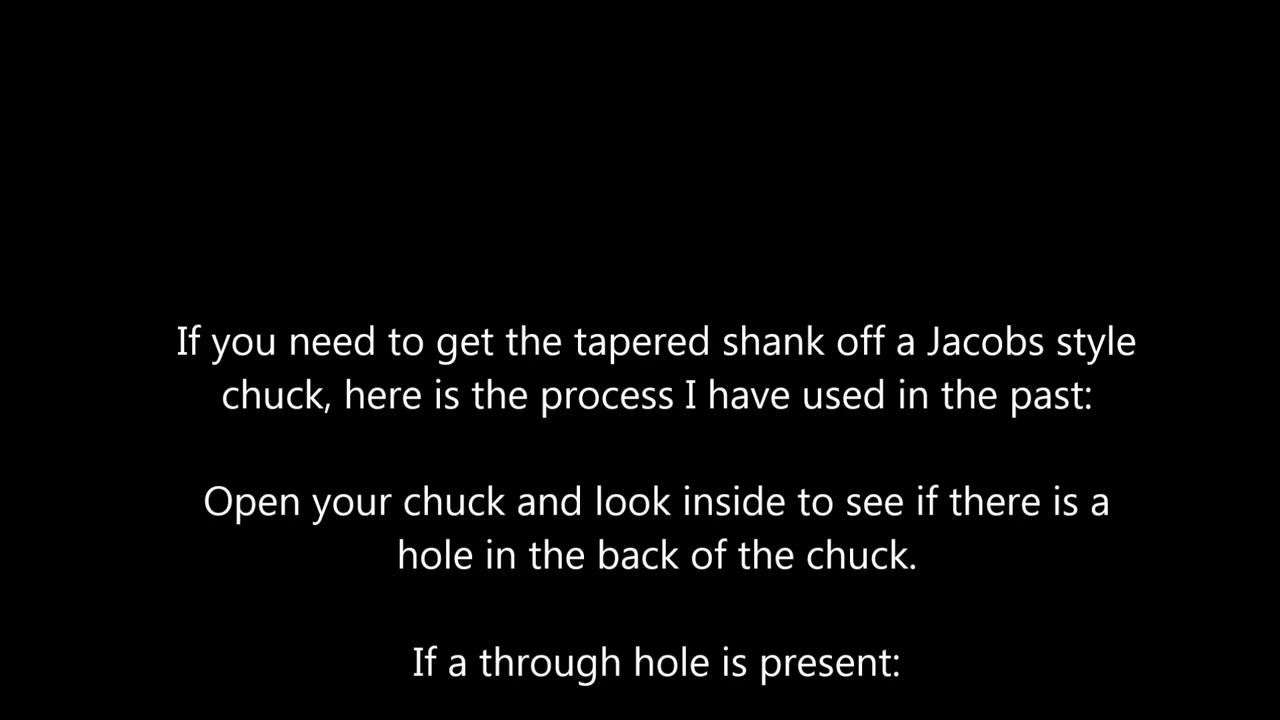 If you need to get the tapered shank off a Jacobs style
chuck, here is the process I have used in the past:
Open your chuck and look inside to see if there is a
hole in the back of the chuck.
If a through hole is present: